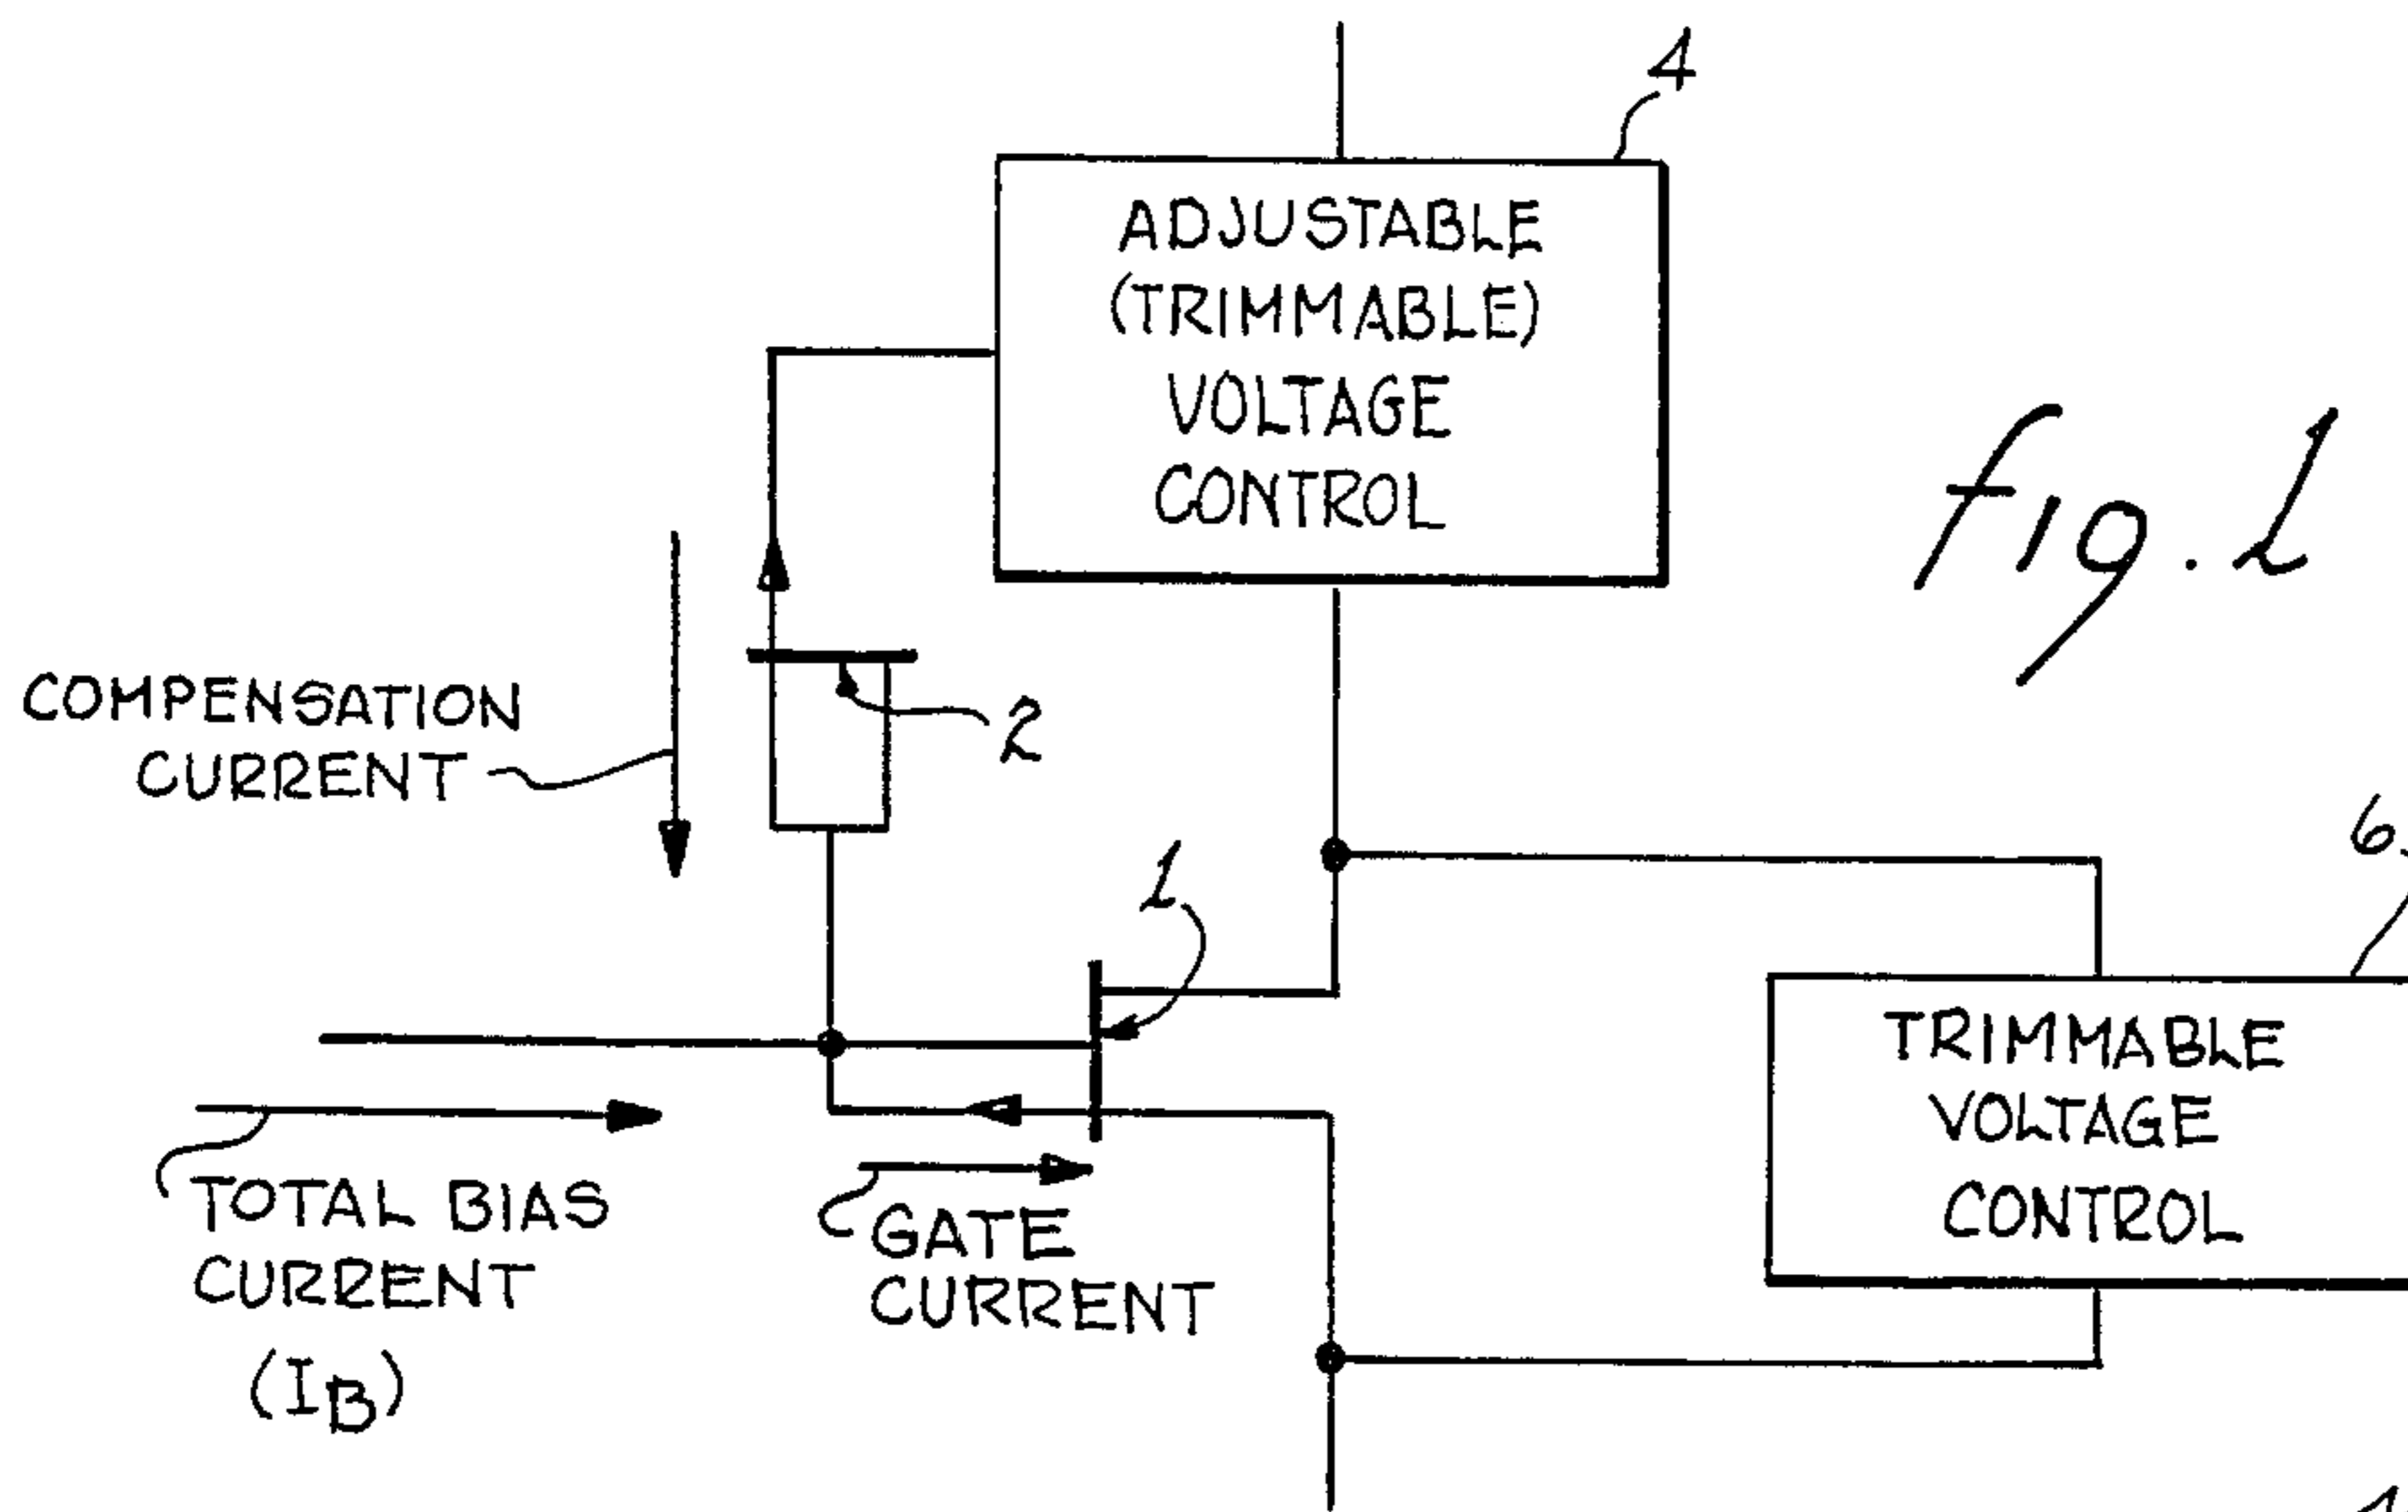 4
ADJUSTABLE
(TRIMMABLE)
VOLTAGE
CONTROL
Fig. 1
COMPENSATION
CURRENT
2
1
6
TRIMMABLE
VOLTAGE
CONTROL
TOTAL BIAS
CURRENT
(IB)
GATE
CURRENT